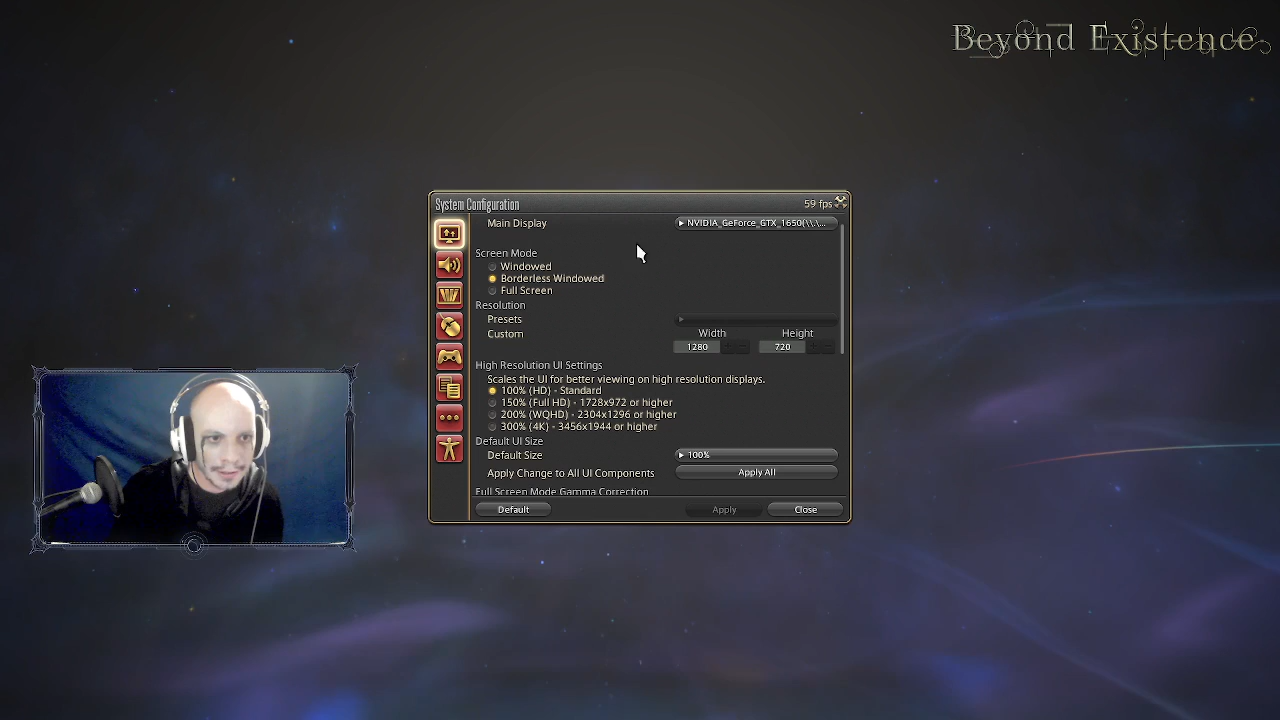 Beyond Existence
System Configuration
59 fps
Main Display
NVIDIA_GeForce_GTX_1650(\\.\...
Screen Mode
Windowed
Borderless Windowed
Full Screen
Resolution
Presets
Custom
Width Height
1280 720
High Resolution UI Settings
Scales the UI for better viewing on high resolution displays.
100% (HD) - Standard
150% (Full HD) - 1728x972 or higher
200% (WQHD) - 2304x1296 or higher
300% (4K) - 3456x1944 or higher
Default UI Size
Default Size 100%
Apply Change to All UI Components Apply All
Full Screen Mode Gamma Correction
Default Apply Close